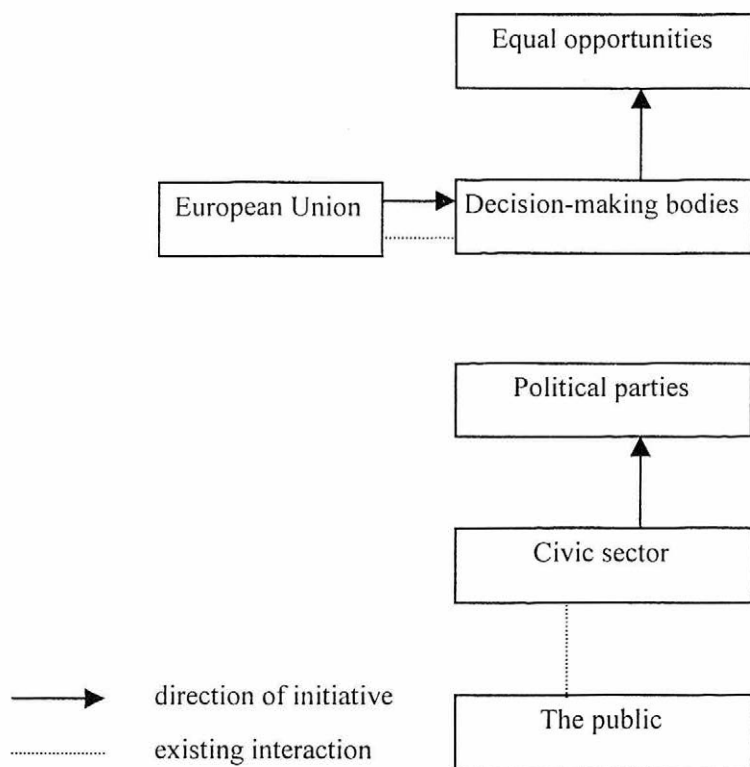 Equal opportunities
European Union
Decision-making bodies
Political parties
Civic sector
The public
direction of initiative
existing interaction